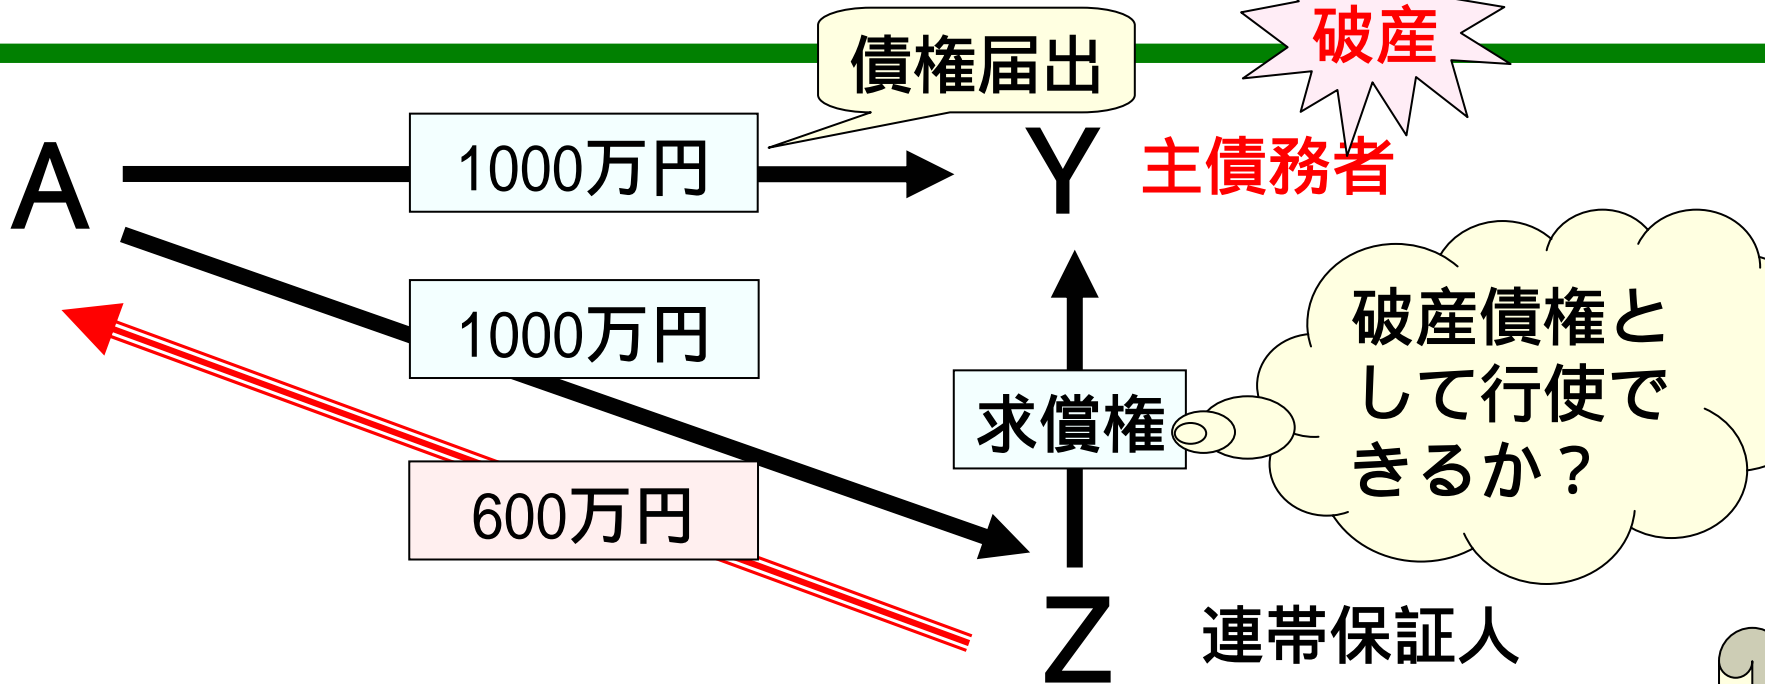 債権届出
破産
A
1000万円
Y
主債務者
1000万円
破産債権と
して行使で
きるか？
求償権
600万円
Z
連帯保証人